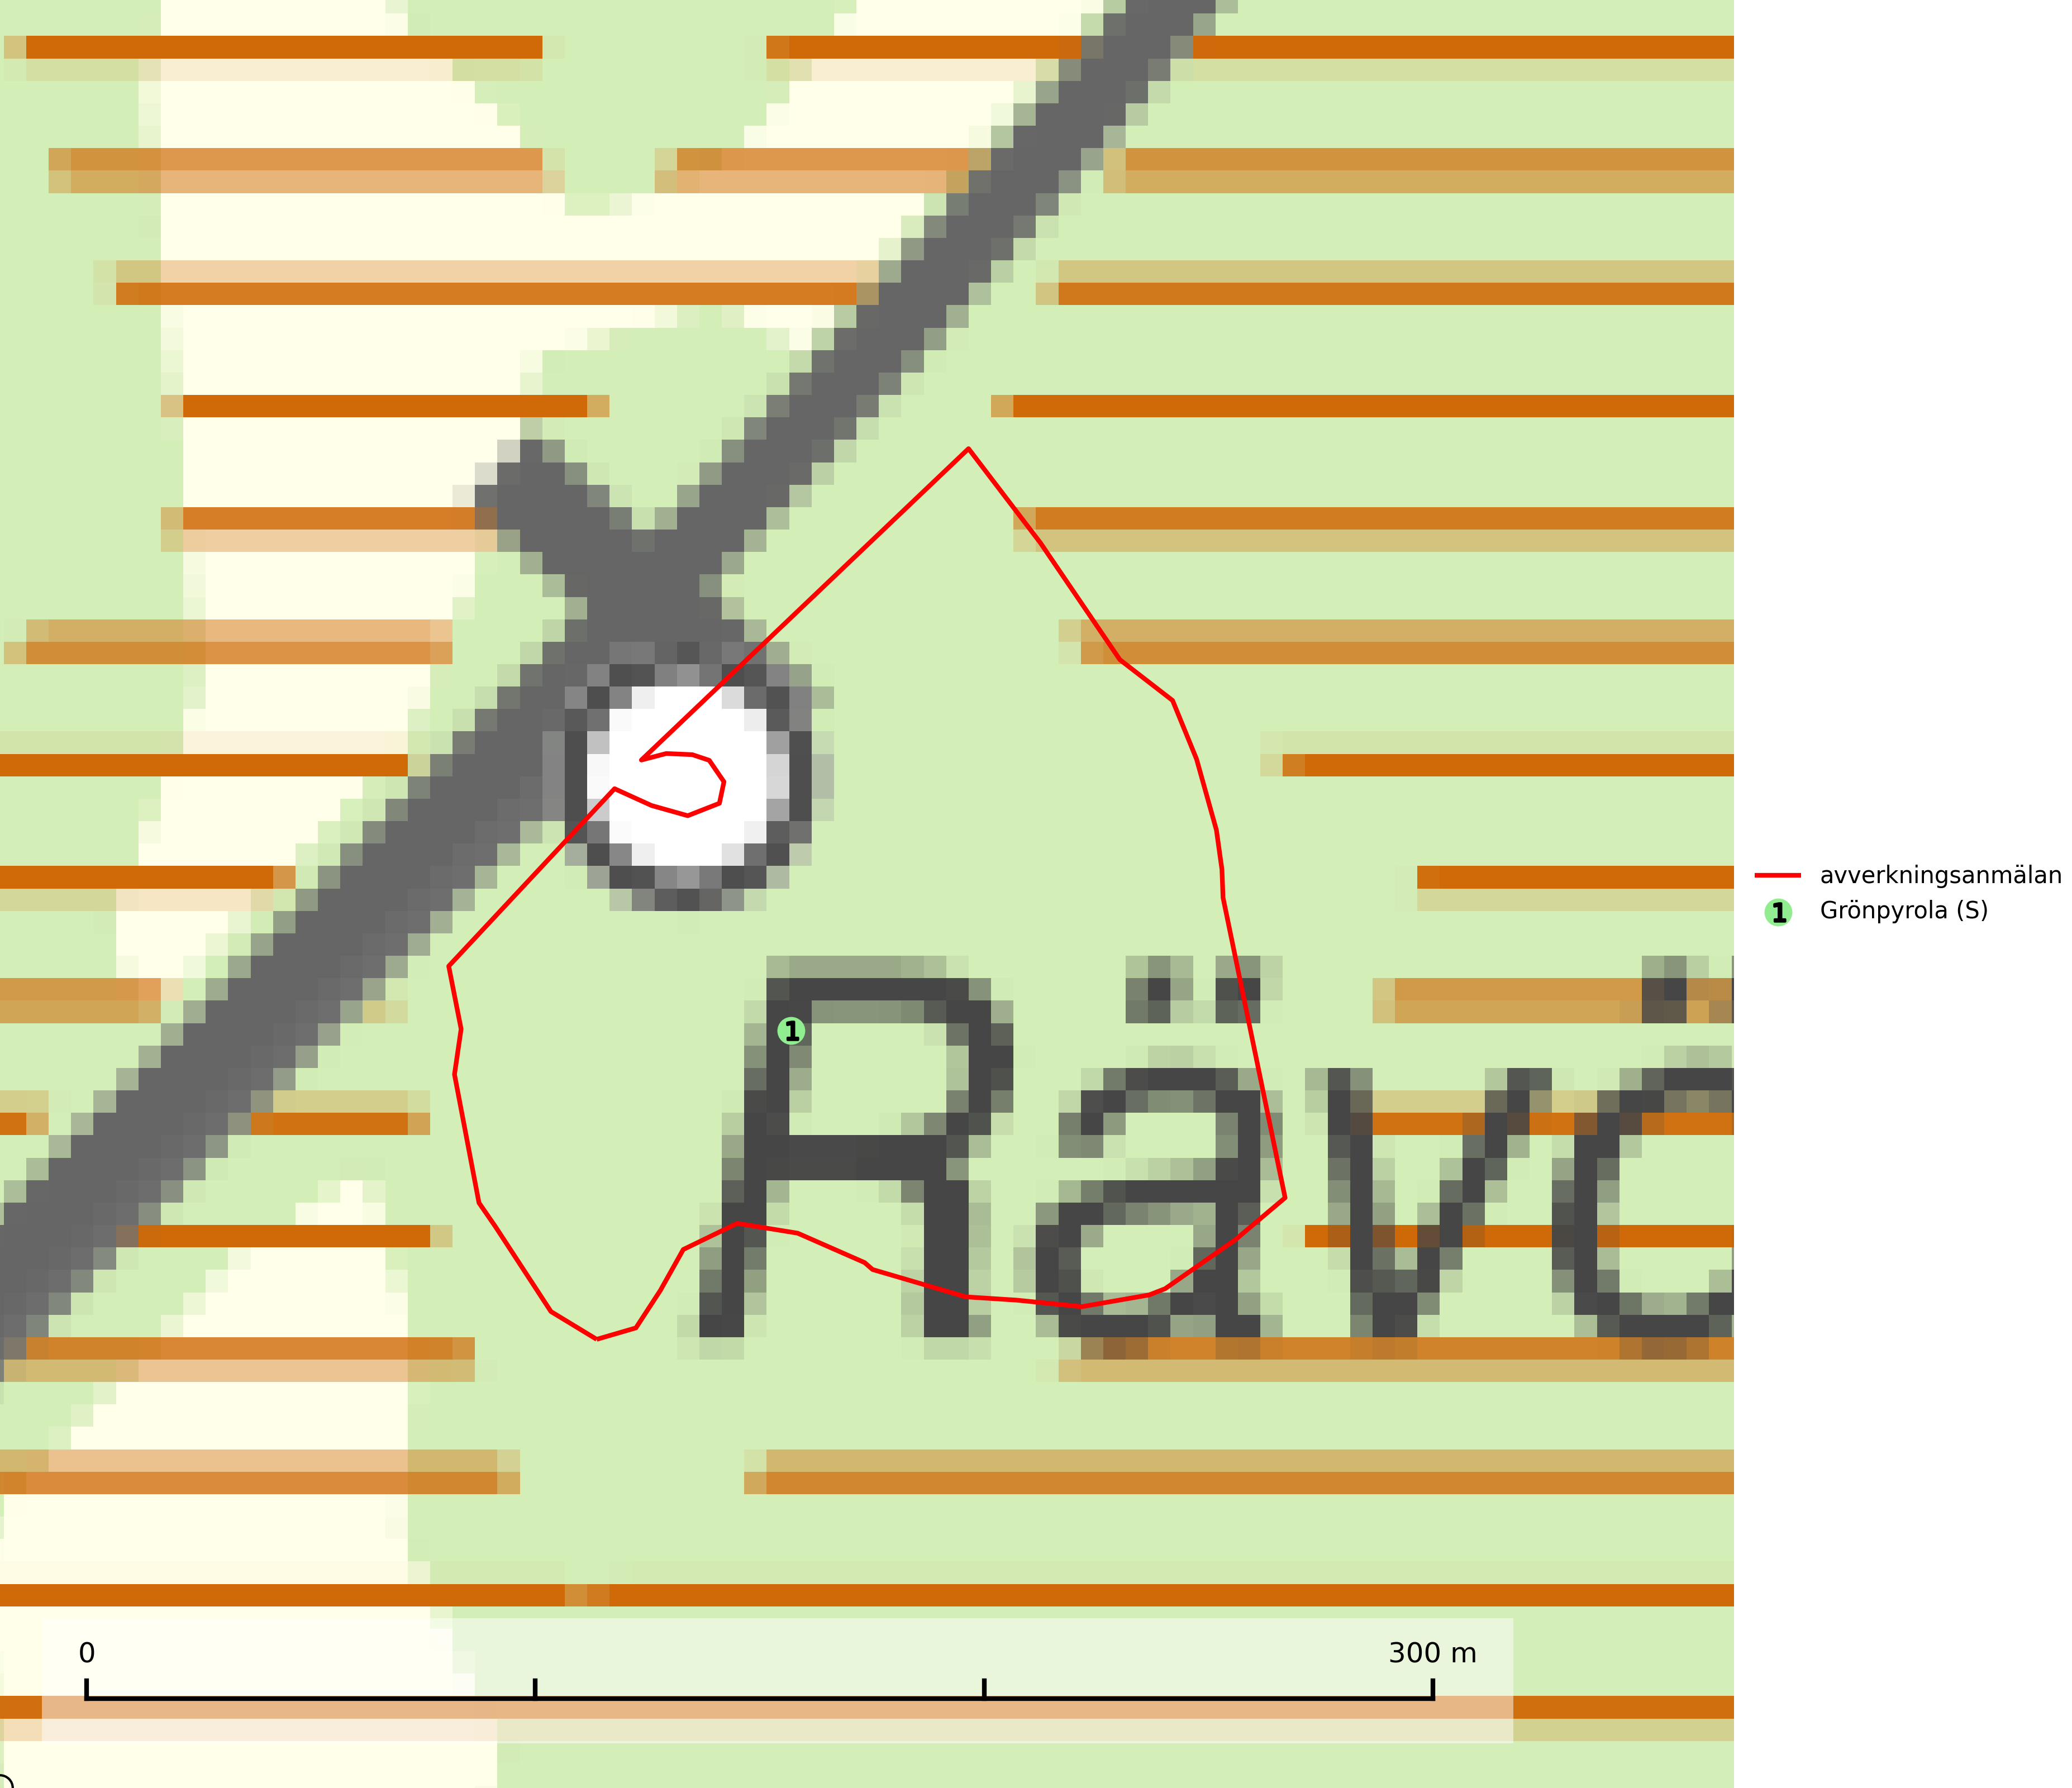 avverkningsanmälan
1 Grönpyrola (S)
1
Räv
0 300 m